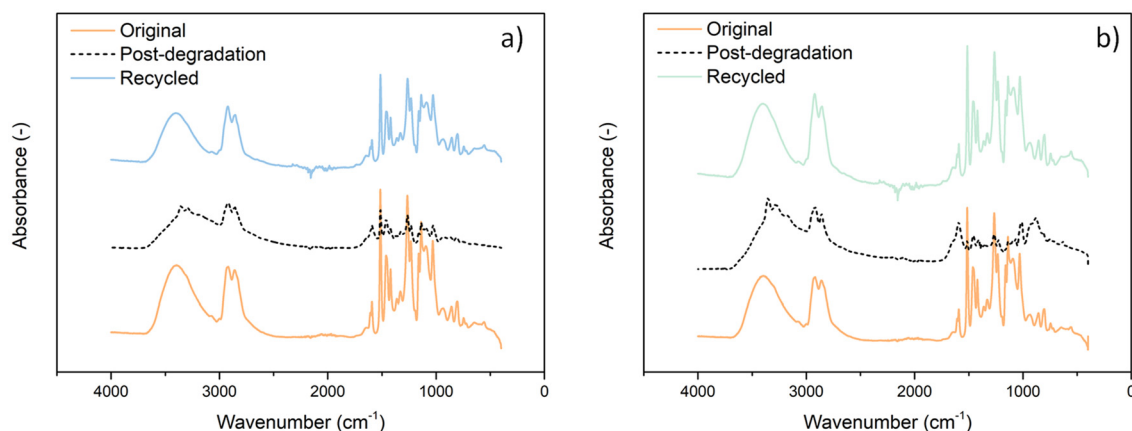 Original
Post-degradation
Recycled
a)
Absorbance (-)
4000 3000 2000 1000 0
Wavenumber (cm⁻¹)
Original
Post-degradation
Recycled
b)
Absorbance (-)
4000 3000 2000 1000 0
Wavenumber (cm⁻¹)